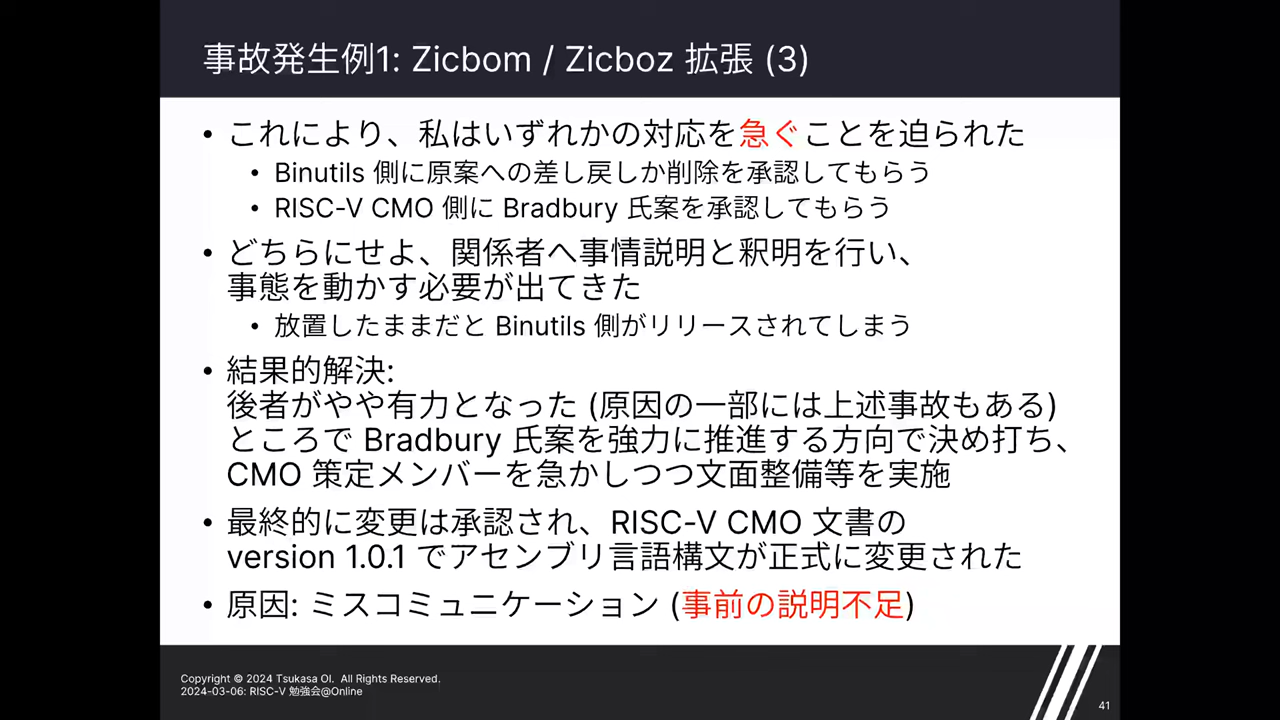 事故発生例1: Zicbom / Zicboz 拡張 (3)
• これにより、私はいずれかの対応を急ぐことを迫られた
• Binutils 側に原案への差し戻しか削除を承認してもらう
• RISC-V CMO 側に Bradbury 氏案を承認してもらう
• どちらにせよ、関係者へ事情説明と釈明を行い、
事態を動かす必要が出てきた
• 放置したままだと Binutils 側がリリースされてしまう
• 結果的解決:
後者がやや有力となった (原因の一部には上述事故もある)
ところで Bradbury 氏案を強力に推進する方向で決め打ち、
CMO 策定メンバーを急かしつつ文面整備等を実施
• 最終的に変更は承認され、RISC-V CMO 文書の
version 1.0.1 でアセンブリ言語構文が正式に変更された
• 原因: ミスコミュニケーション (事前の説明不足)
Copyright © 2024 Tsukasa OI. All Rights Reserved.
2024-03-06: RISC-V 勉強会@Online
41